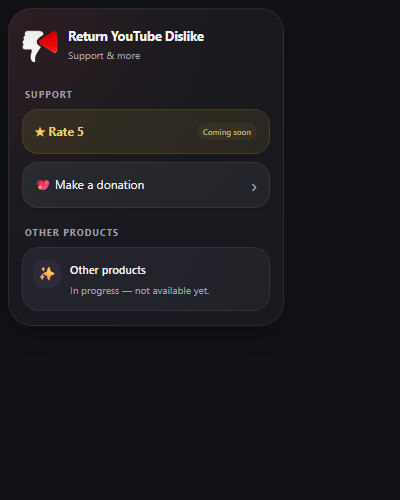 Return YouTube Dislike
Support & more
SUPPORT
⭐ Rate 5
Coming soon
💖 Make a donation ›
OTHER PRODUCTS
✨ Other products
In progress — not available yet.